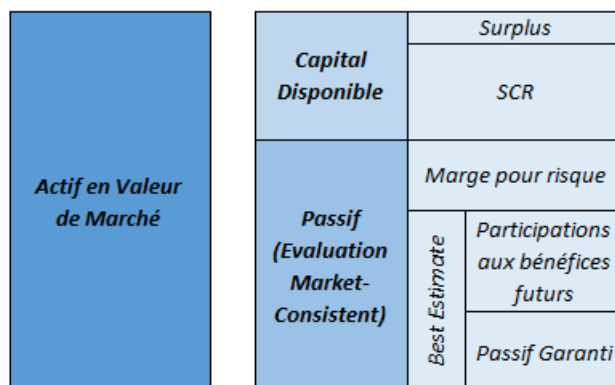 Actif en Valeur
de Marché
Capital
Disponible
Surplus
SCR
Passif
(Evaluation
Market-
Consistent)
Marge pour risque
Best Estimate
Participations
aux bénéfices
futurs
Passif Garanti